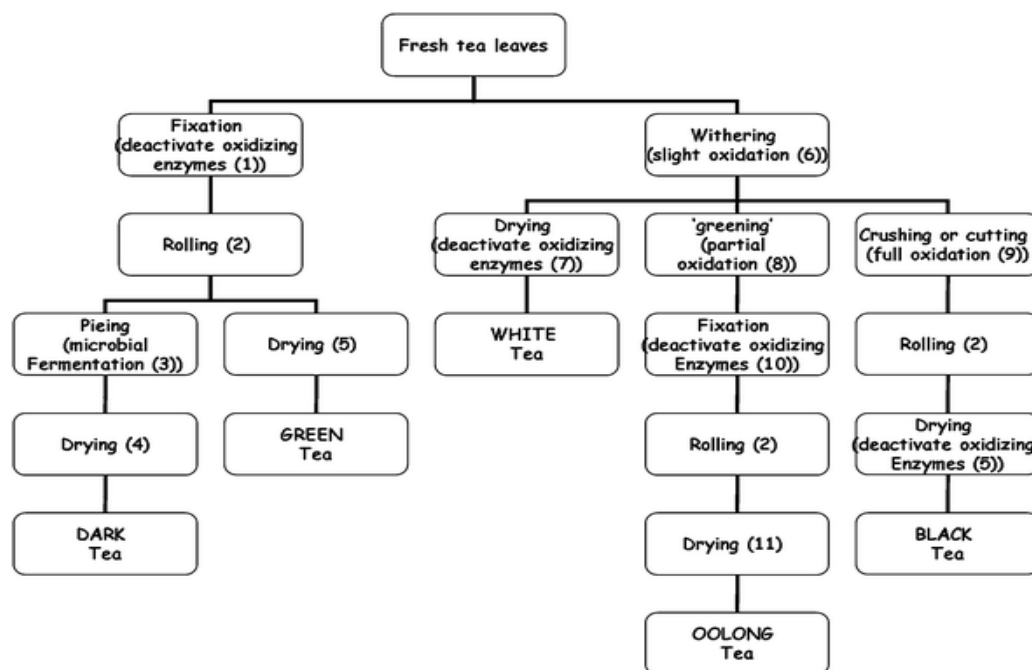 Fresh tea leaves
Fixation
(deactivate oxidizing
enzymes (1))
Withering
(slight oxidation (6))
Rolling (2)
Drying
(deactivate oxidizing
enzymes (7))
'greening'
(partial
oxidation (8))
Crushing or cutting
(full oxidation (9))
Pieing
(microbial
Fermentation (3))
Drying (5)
WHITE
Tea
Fixation
(deactivate oxidizing
Enzymes (10))
Rolling (2)
Drying (4)
GREEN
Tea
Rolling (2)
Drying
(deactivate oxidizing
Enzymes (5))
DARK
Tea
Drying (11)
BLACK
Tea
OOLONG
Tea